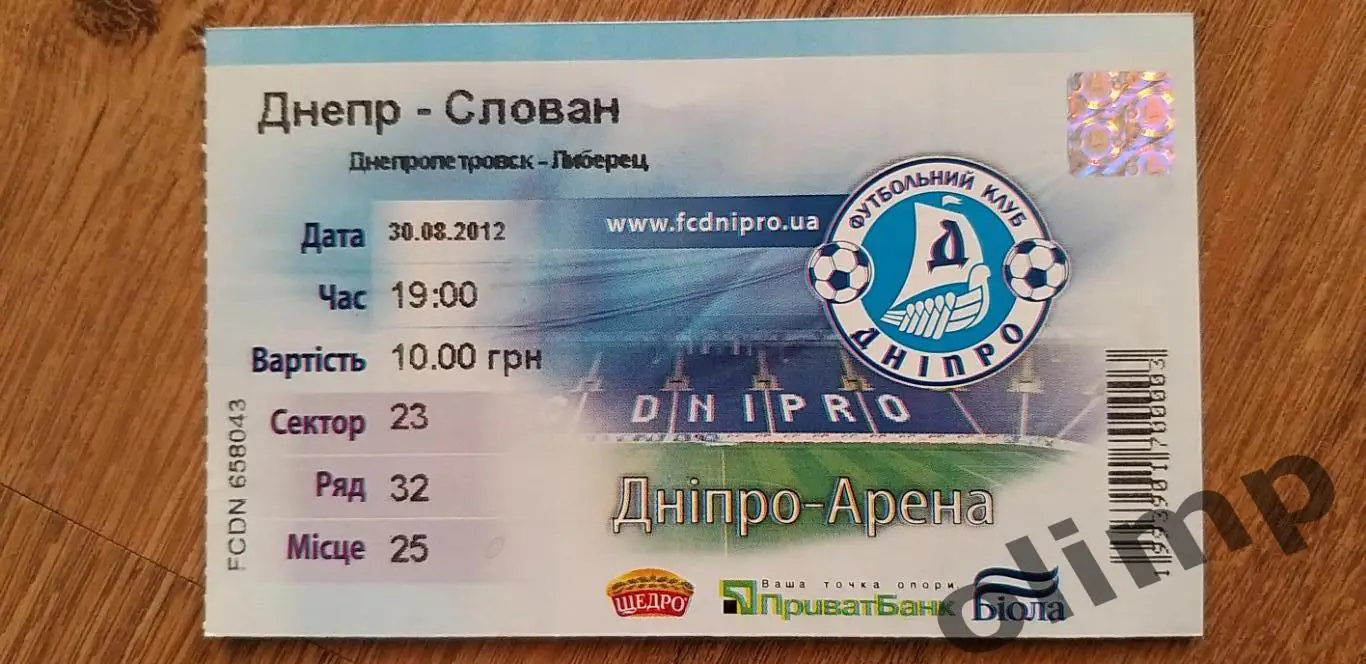 Днепр - Слован
Днепропетровск-Либерец
Дата 30.08.2012
www.fcdnipro.ua
ФУТБОЛЬНИЙ КЛУБ
Д
ДНІПРО
Час 19:00
Вартість 10.00 грн
Сектор 23
DNIPRO
Ряд 32
Дніпро-Арена
Місце 25
FCDN 658043
1993901700003
ЩЕДРО
Ваша точка опори
ПриватБанк
Біола
olimp